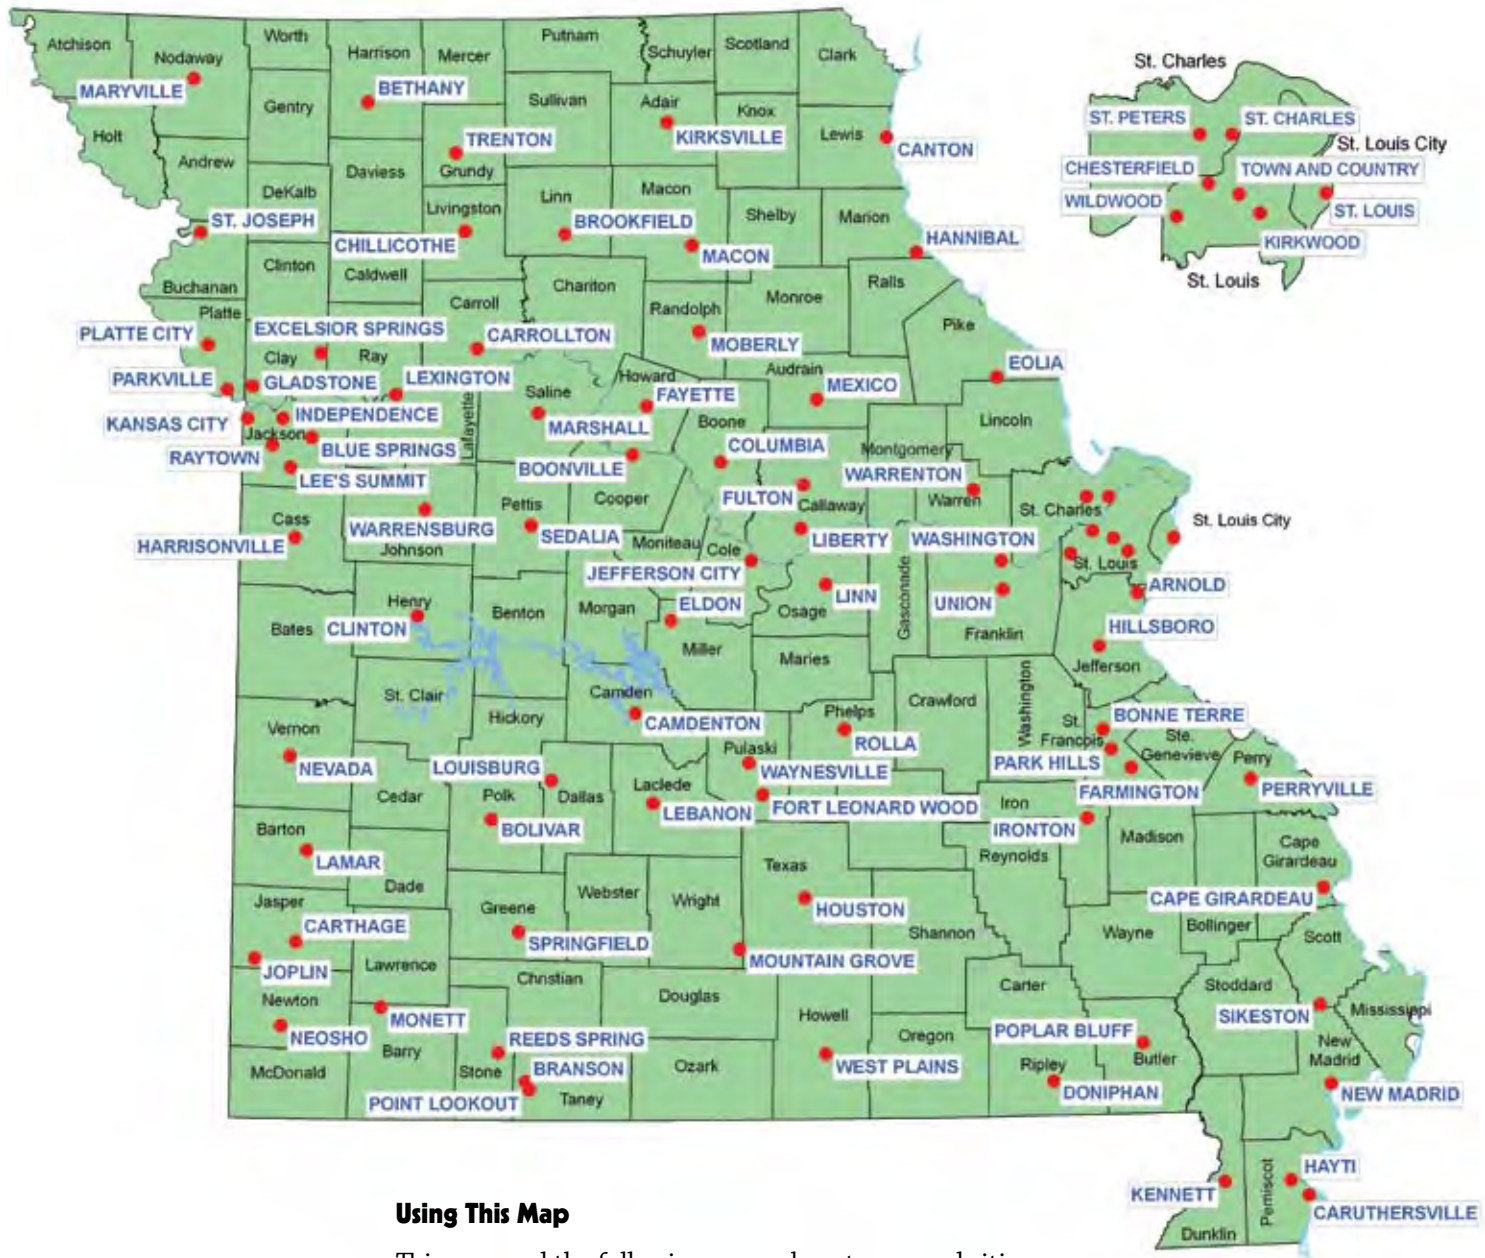 Atchison
Nodaway
Worth
Harrison
Mercer
Putnam
Schuyler
Scotland
Clark
MARYVILLE
BETHANY
Gentry
Sullivan
Adair
Knox
Lewis
Holt
TRENTON
KIRKSVILLE
CANTON
Andrew
DeKalb
Daviess
Grundy
Linn
Macon
Shelby
Marion
Livingston
ST. JOSEPH
CHILLICOTHE
BROOKFIELD
MACON
HANNIBAL
Buchanan
Clinton
Caldwell
Carroll
Chariton
Randolph
Monroe
Ralls
Pike
Platte
PLATTE CITY
EXCELSIOR SPRINGS
CARROLLTON
MOBERLY
Clay
Ray
Audrain
EOLIA
PARKVILLE
GLADSTONE
LEXINGTON
Saline
Howard
FAYETTE
MEXICO
KANSAS CITY
INDEPENDENCE
Lafayette
MARSHALL
Boone
Lincoln
Jackson
RAYTOWN
BLUE SPRINGS
BOONVILLE
COLUMBIA
Montgomery
WARRENTON
LEE'S SUMMIT
Cooper
FULTON
Callaway
Warren
St. Charles
St. Louis City
Cass
WARRENSBURG
Pettis
SEDALIA
HARRISONVILLE
Johnson
Moniteau
Cole
LIBERTY
WASHINGTON
St. Louis
JEFFERSON CITY
ARNOLD
Henry
CLINTON
Benton
Morgan
ELDON
Osage
LINN
Gasconade
UNION
Franklin
HILLSBORO
Bates
Miller
Maries
Jefferson
St. Clair
Camden
Crawford
Washington
Hickory
CAMDENTON
Phelps
ROLLA
St.
Francois
BONNE TERRE
Vernon
Pulaski
Ste.
Genevieve
Perry
NEVADA
LOUISBURG
WAYNESVILLE
PARK HILLS
PERRYVILLE
Cedar
Polk
Dallas
Laclede
LEBANON
FORT LEONARD WOOD
FARMINGTON
Iron
BOLIVAR
IRONTON
Barton
LAMAR
Madison
Cape
Girardeau
Texas
Reynolds
Dade
Jasper
Greene
Webster
Wright
HOUSTON
CAPE GIRARDEAU
CARTHAGE
SPRINGFIELD
Shannon
Wayne
Bollinger
Scott
JOPLIN
Lawrence
MOUNTAIN GROVE
Christian
Douglas
Carter
Stoddard
Newton
MONETT
Howell
SIKESTON
Mississippi
NEOSHO
REEDS SPRING
Oregon
POPLAR BLUFF
New
Madrid
McDonald
Barry
Stone
BRANSON
Ozark
WEST PLAINS
Ripley
Butler
DONIPHAN
NEW MADRID
POINT LOOKOUT
Taney
KENNETT
Pemiscot
HAYTI
CARUTHERSVILLE
Dunklin
St. Charles
ST. PETERS
ST. CHARLES
St. Louis City
CHESTERFIELD
TOWN AND COUNTRY
WILDWOOD
ST. LOUIS
KIRKWOOD
St. Louis
Using This Map